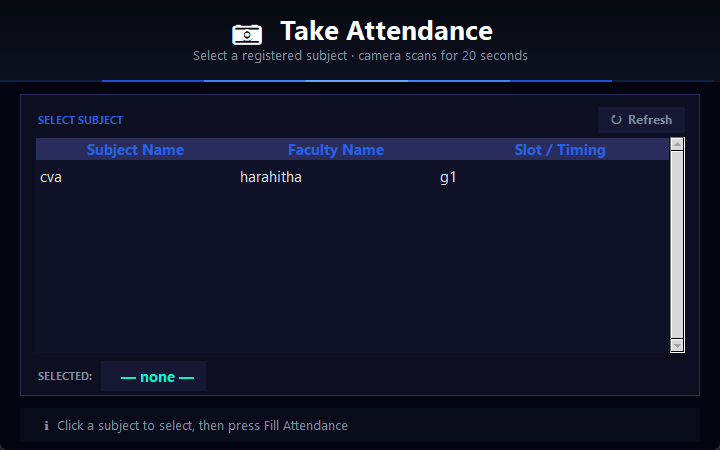 Take Attendance
Select a registered subject · camera scans for 20 seconds
SELECT SUBJECT
↻ Refresh
Subject Name Faculty Name Slot / Timing
cva harahitha g1
SELECTED: — none —
ℹ Click a subject to select, then press Fill Attendance